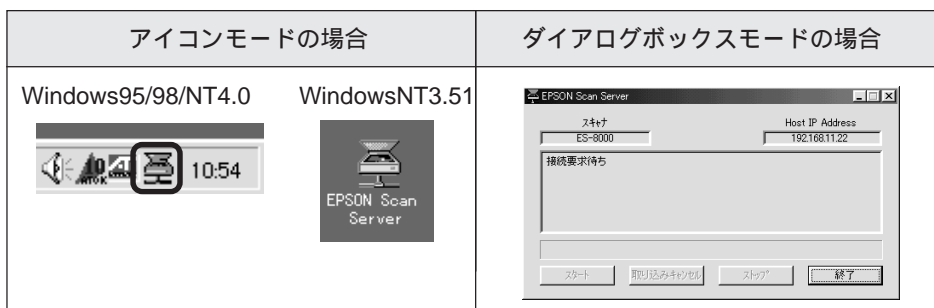 アイコンモードの場合
ダイアログボックスモードの場合
Windows95/98/NT4.0
WindowsNT3.51
10:54
EPSON Scan
Server
EPSON Scan Server
スキャナ
Host IP Address
ES-8000
192.168.11.22
接続要求待ち
スタート
取り込みキャンセル
ストップ
終了